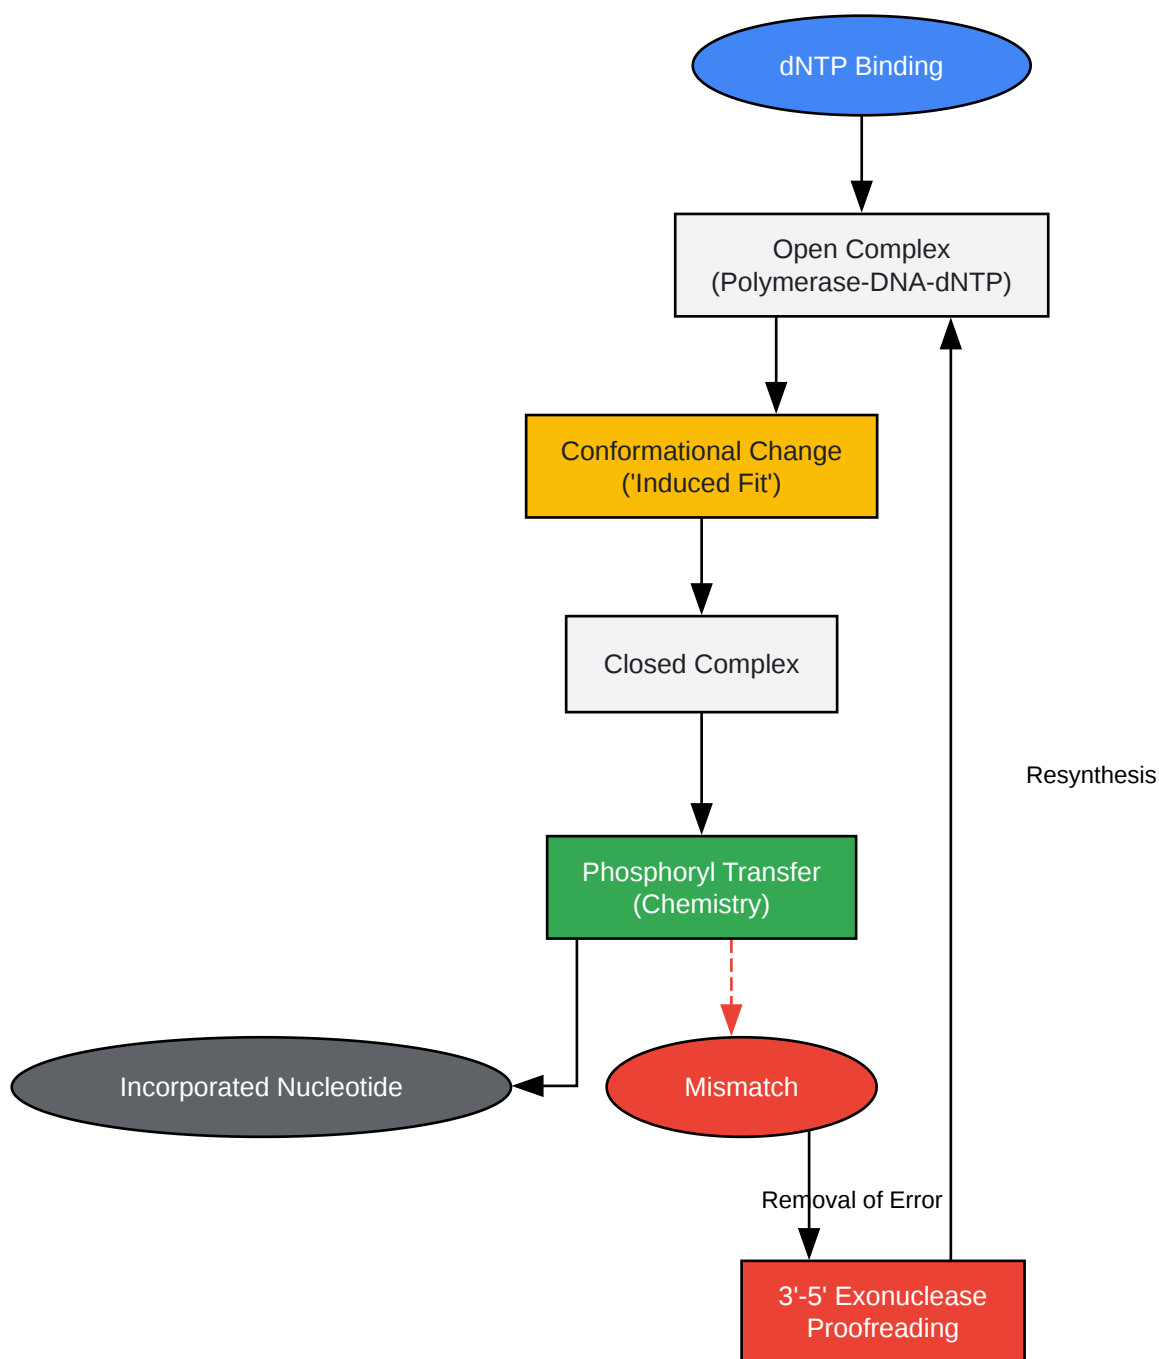 dNTP Binding
Open Complex
(Polymerase-DNA-dNTP)
Conformational Change
('Induced Fit')
Closed Complex
Resynthesis
Phosphoryl Transfer
(Chemistry)
Incorporated Nucleotide
Mismatch
Removal of Error
3'-5' Exonuclease
Proofreading